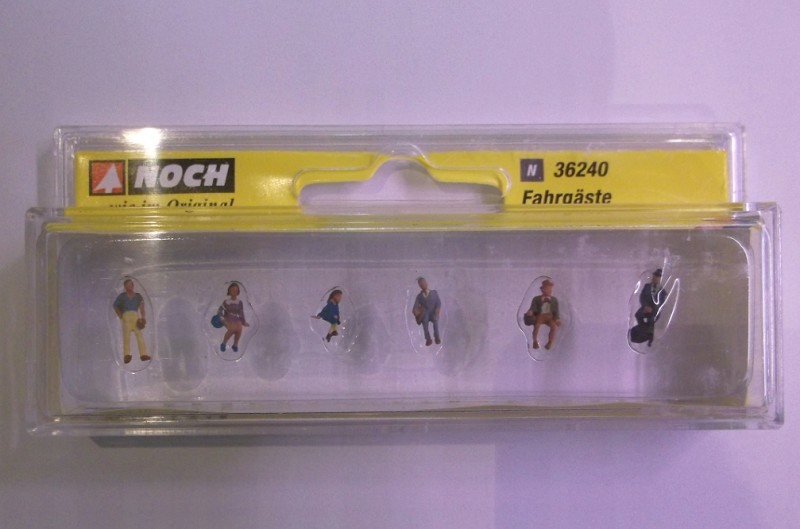 NOCH
wie im Original
N 36240
Fahrgäste